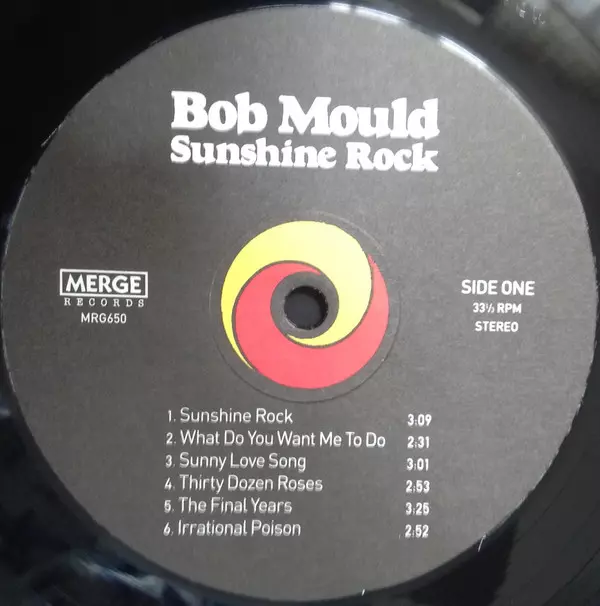 Bob Mould
Sunshine Rock
MERGE
RECORDS
MRG650
SIDE ONE
33⅓ RPM
STEREO
1. Sunshine Rock 3:09
2. What Do You Want Me To Do 2:31
3. Sunny Love Song 3:01
4. Thirty Dozen Roses 2:53
5. The Final Years 3:25
6. Irrational Poison 2:52